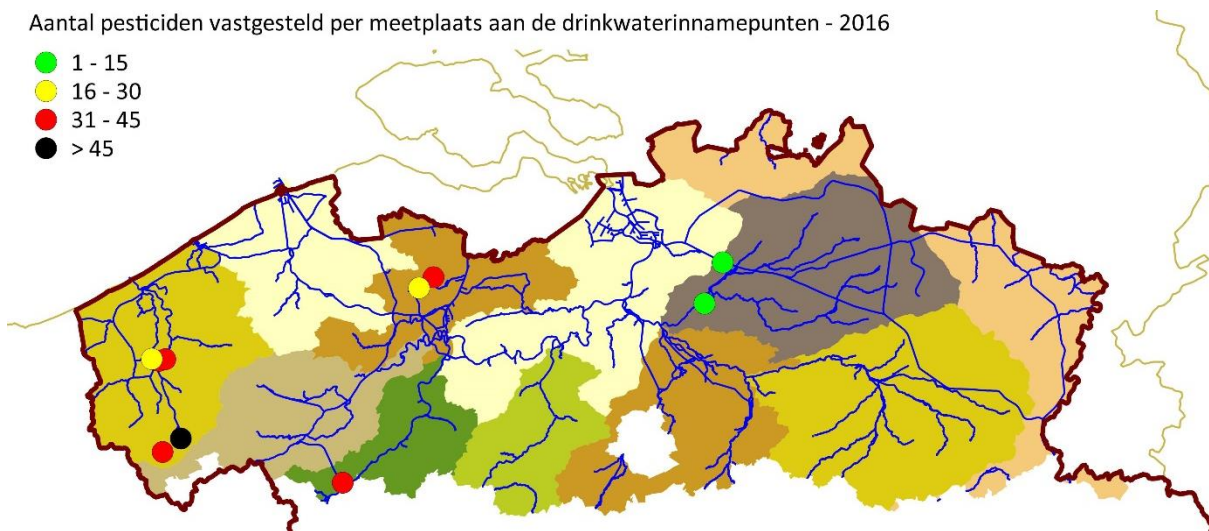 Aantal pesticiden vastgesteld per meetplaats aan de drinkwaterinnamepunten - 2016
1 - 15
16 - 30
31 - 45
> 45